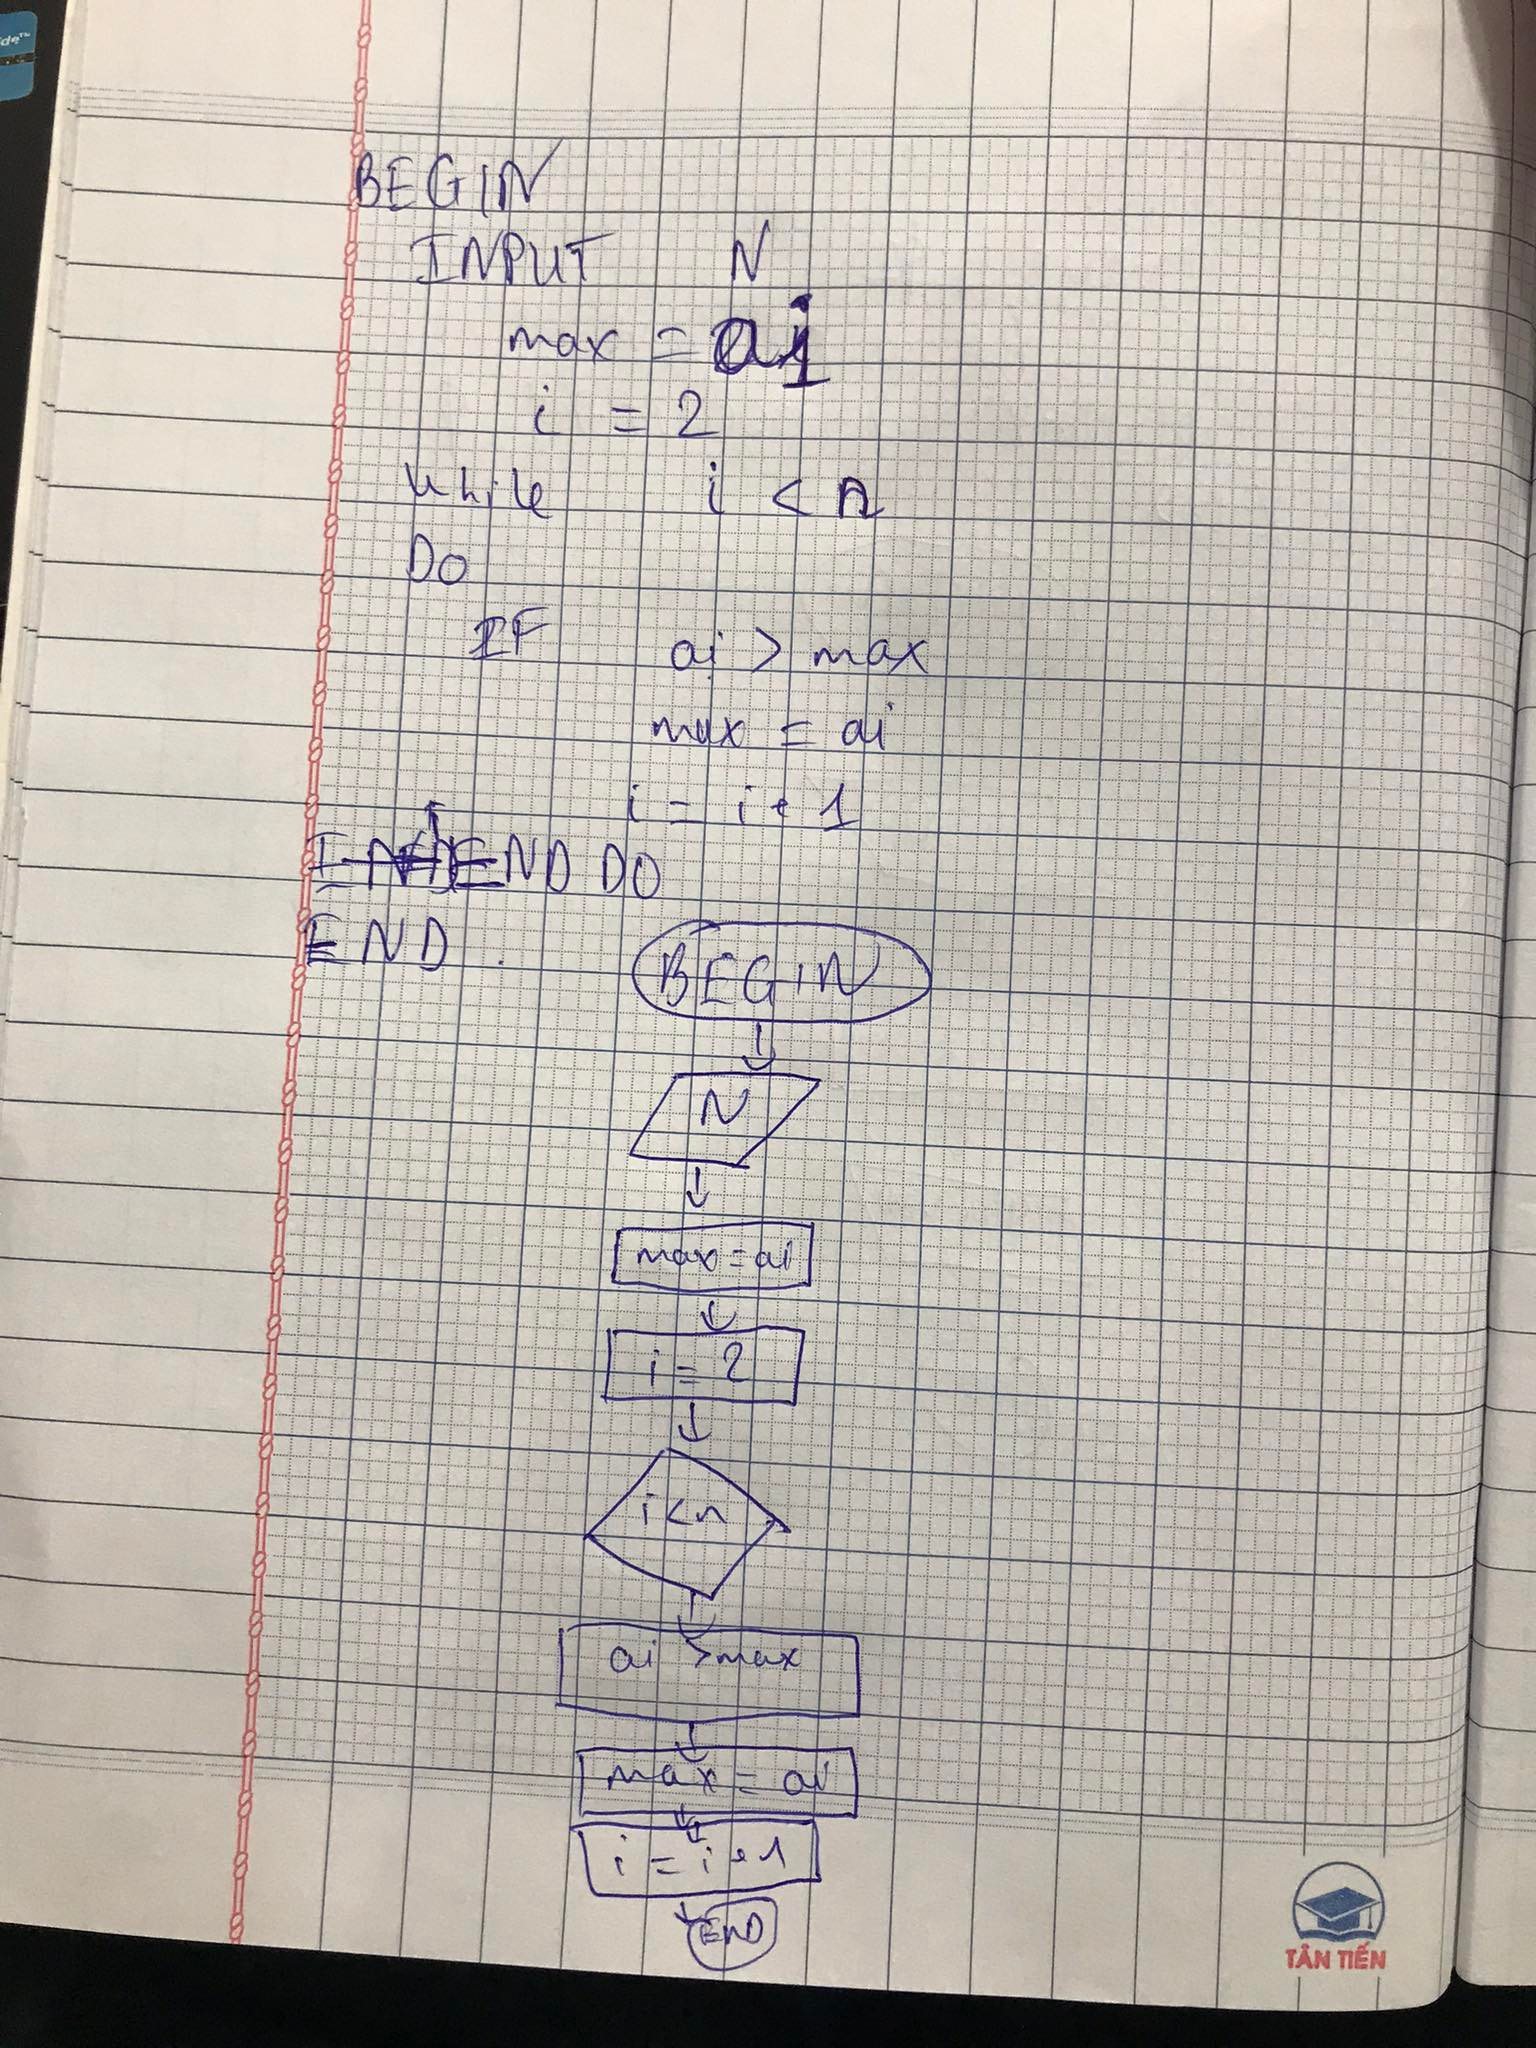 BEGIN
INPUT N
max = ai
i = 2
while i < n
DO
IF ai > max
max = ai
i = i + 1
END DO
END.
BEGIN
N
max = ai
i = 2
i < n
ai > max
max = ai
i = i + 1
END
TÂN TIẾN